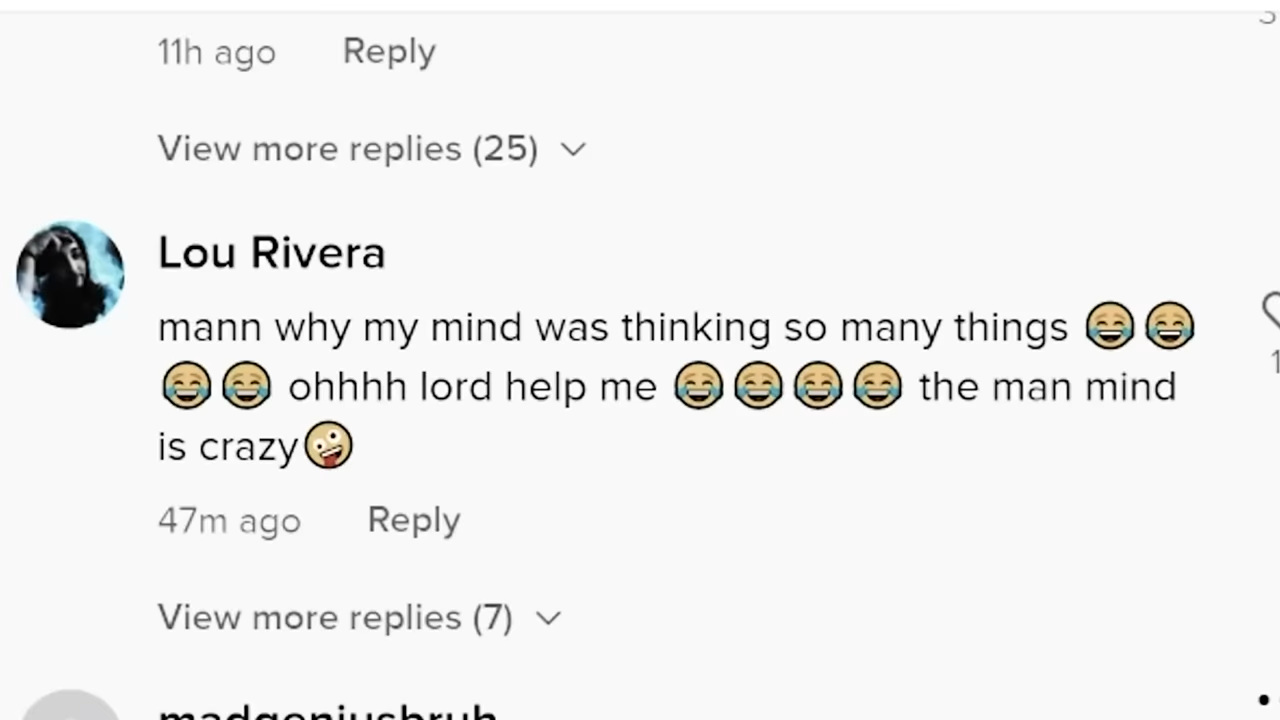 11h ago Reply
View more replies (25)
Lou Rivera
mann why my mind was thinking so many things 😂😂
😂😂 ohhhh lord help me 😂😂😂😂 the man mind
is crazy🤪
47m ago Reply
View more replies (7)
madgeniusbruh